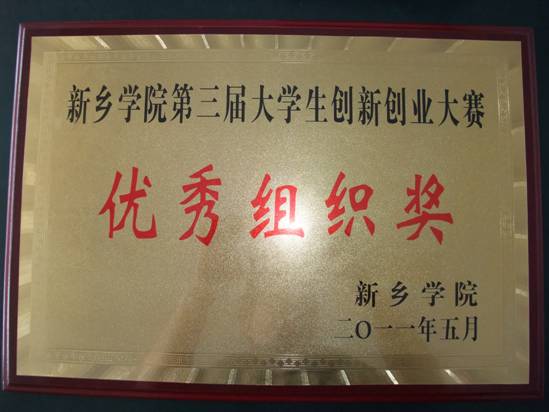 新乡学院第三届大学生创新创业大赛
优秀组织奖
新乡学院
二〇一一年五月